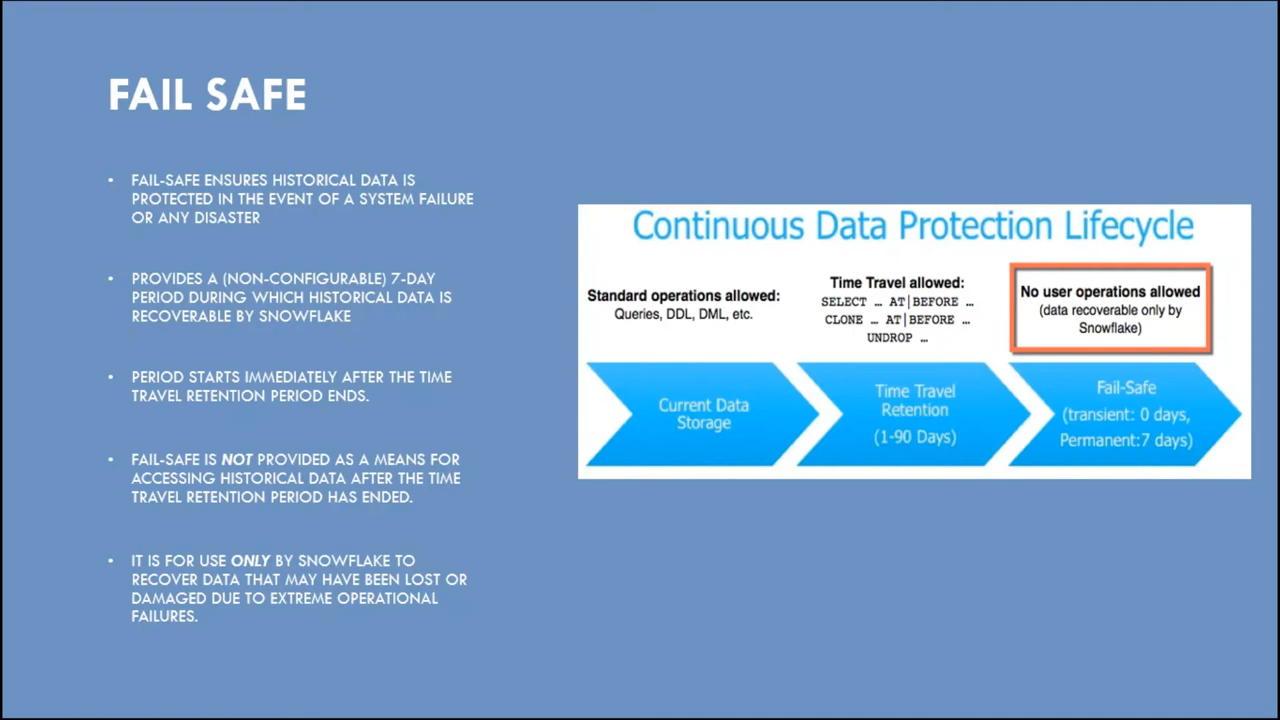 FAIL SAFE
• FAIL-SAFE ENSURES HISTORICAL DATA IS
PROTECTED IN THE EVENT OF A SYSTEM FAILURE
OR ANY DISASTER
• PROVIDES A (NON-CONFIGURABLE) 7-DAY
PERIOD DURING WHICH HISTORICAL DATA IS
RECOVERABLE BY SNOWFLAKE
• PERIOD STARTS IMMEDIATELY AFTER THE TIME
TRAVEL RETENTION PERIOD ENDS.
• FAIL-SAFE IS NOT PROVIDED AS A MEANS FOR
ACCESSING HISTORICAL DATA AFTER THE TIME
TRAVEL RETENTION PERIOD HAS ENDED.
• IT IS FOR USE ONLY BY SNOWFLAKE TO
RECOVER DATA THAT MAY HAVE BEEN LOST OR
DAMAGED DUE TO EXTREME OPERATIONAL
FAILURES.
Continuous Data Protection Lifecycle
Standard operations allowed:
Queries, DDL, DML, etc.
Time Travel allowed:
SELECT … AT|BEFORE …
CLONE … AT|BEFORE …
UNDROP …
No user operations allowed
(data recoverable only by
Snowflake)
Current Data
Storage
Time Travel
Retention
(1-90 Days)
Fail-Safe
(transient: 0 days,
Permanent:7 days)